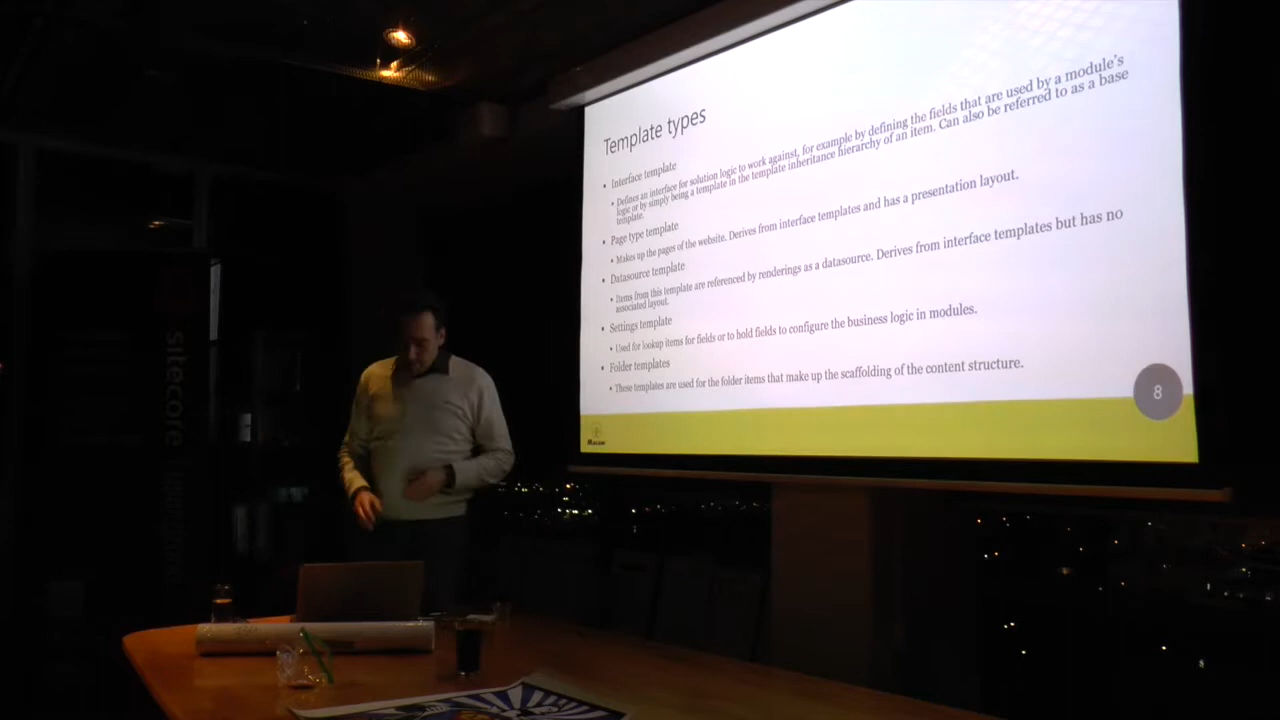 Template types
• Interface template
• Defines an interface for solution logic to work against, for example by defining the fields that are used by a module's
logic or by simply being a template in the template inheritance hierarchy of an item. Can also be referred to as a base
template.
• Page type template
• Makes up the pages of the website. Derives from interface templates and has a presentation layout.
• Datasource template
• Items from this template are referenced by renderings as a datasource. Derives from interface templates but has no
associated layout.
• Settings template
• Used for lookup items for fields or to bold fields to configure the business logic in modules.
• Folder templates
• These templates are used for the folder items that make up the scaffolding of the content structure.
8
Macaw
sitecore